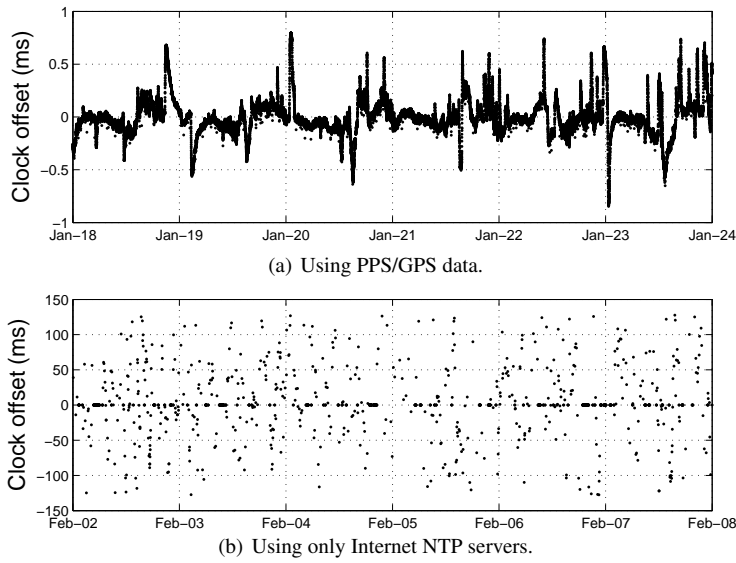 1
0.5
0
−0.5
−1
Clock offset (ms)
Jan−18 Jan−19 Jan−20 Jan−21 Jan−22 Jan−23 Jan−24
(a) Using PPS/GPS data.
150
100
50
0
−50
−100
−150
Clock offset (ms)
Feb−02 Feb−03 Feb−04 Feb−05 Feb−06 Feb−07 Feb−08
(b) Using only Internet NTP servers.